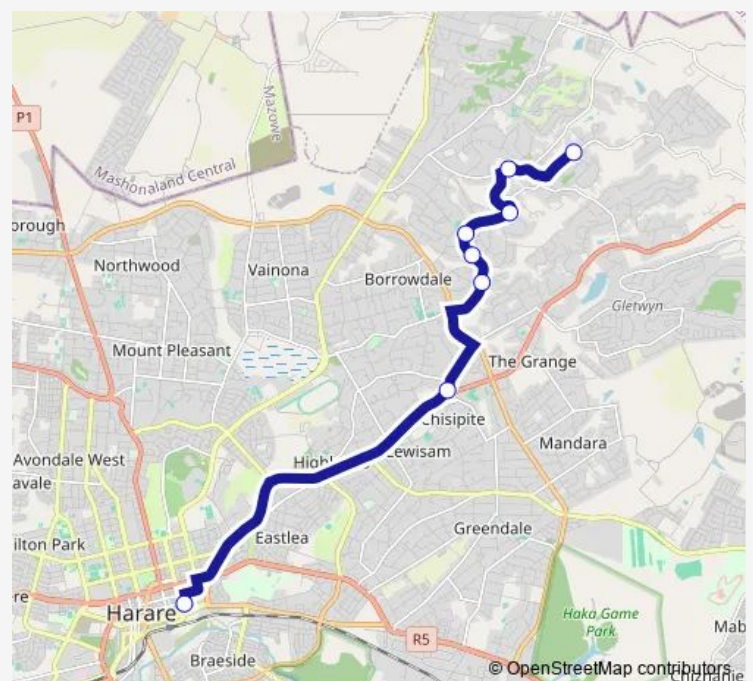 P1
Mazowe
Mashonaland Central
orough
Northwood
Vainona
Borrowdale
Gletwyn
Mount Pleasant
The Grange
Chisipite
Mandara
Highl
Lewisam
Avondale West
avale
Eastlea
Greendale
ilton Park
re
Harare
Haka Game
Park
R5
Mab
Braeside
© OpenStreetMap contributors